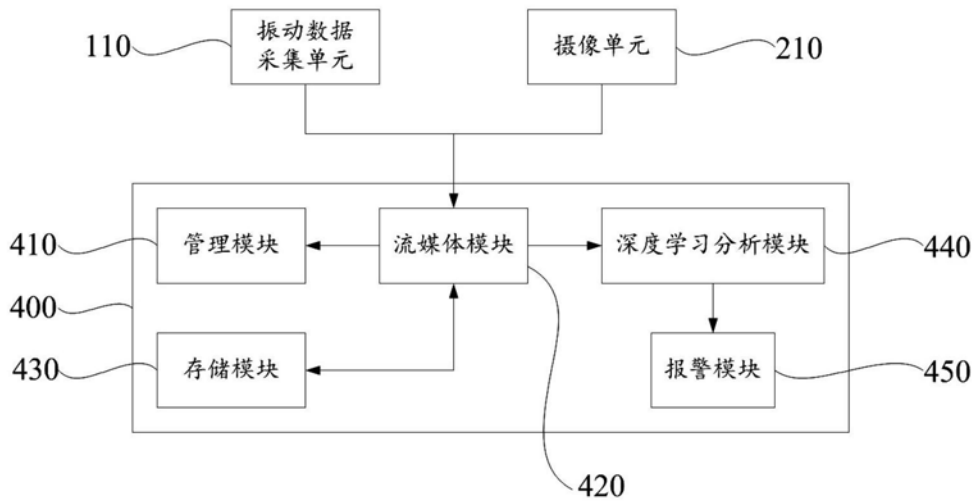 110
振动数据
采集单元
摄像单元
210
410
管理模块
流媒体模块
深度学习分析模块
440
400
430
存储模块
报警模块
450
420